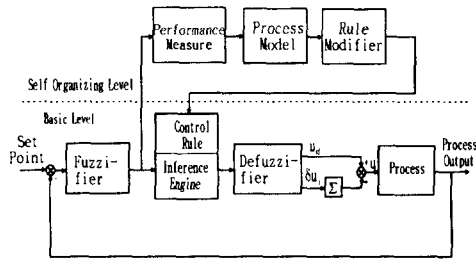 Performance
Measure
Process
Model
Rule
Modifier
Self Organizing Level
Basic Level
Set
Point
Fuzzi-
fier
Control
Rule
Inference
Engine
Defuzzi-
fier
δu
Σ
u
Process
Process
Output